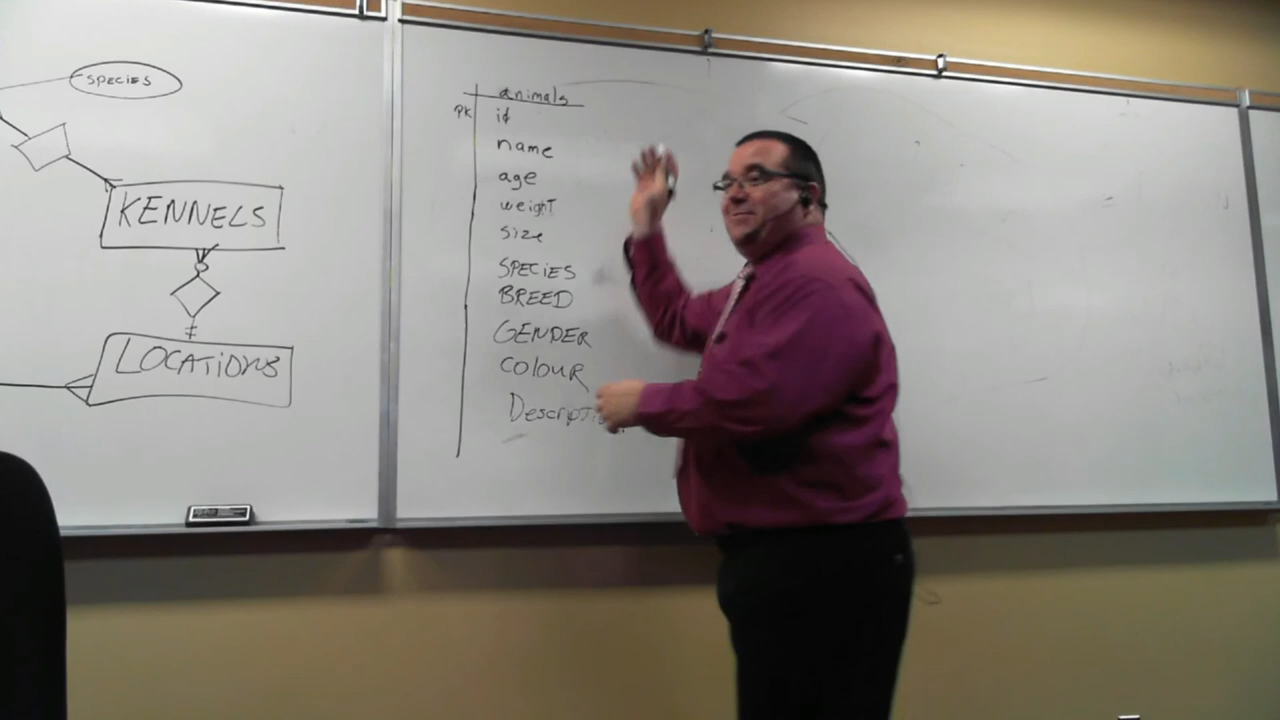 SPECIES
KENNELS
LOCATIONS
animals
PK id
name
age
weight
size
SPECIES
BREED
GENDER
COLOUR